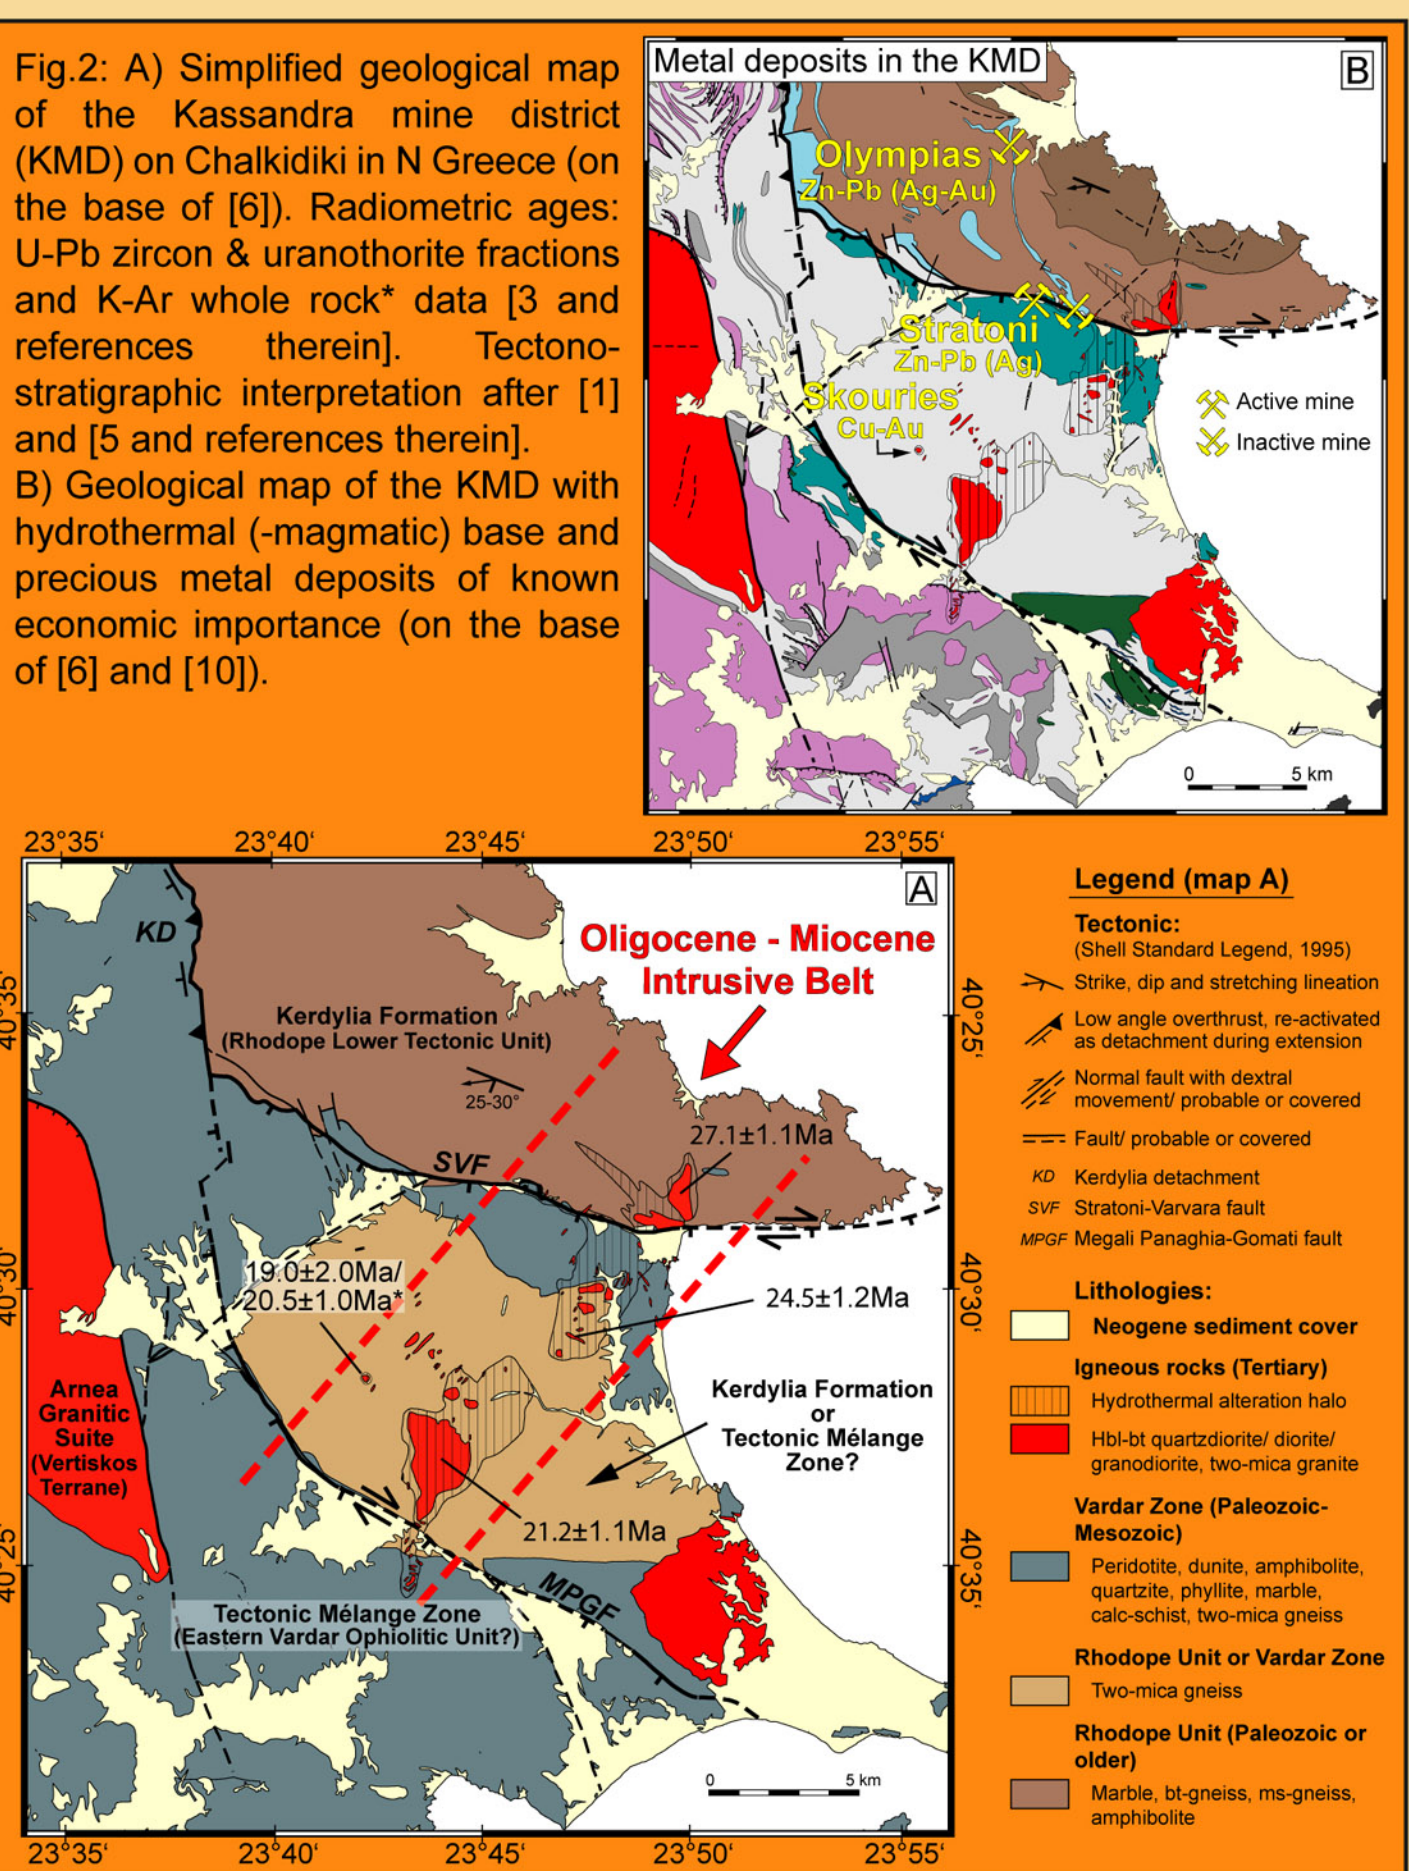 Fig.2: A) Simplified geological map
of the Kassandra mine district
(KMD) on Chalkidiki in N Greece (on
the base of [6]). Radiometric ages:
U-Pb zircon & uranothorite fractions
and K-Ar whole rock* data [3 and
references therein]. Tectono-
stratigraphic interpretation after [1]
and [5 and references therein].
B) Geological map of the KMD with
hydrothermal (-magmatic) base and
precious metal deposits of known
economic importance (on the base
of [6] and [10]).
Metal deposits in the KMD
B
Olympias
Zn-Pb (Ag-Au)
Stratoni
Zn-Pb (Ag)
Skouries
Cu-Au
Active mine
Inactive mine
0 5 km
23°35‘ 23°40‘ 23°45‘ 23°50‘ 23°55‘
A
KD
Oligocene - Miocene
Intrusive Belt
40°35‘
40°25‘
Kerdylia Formation
(Rhodope Lower Tectonic Unit)
25-30°
27.1±1.1Ma
SVF
19.0±2.0Ma/
20.5±1.0Ma*
40°30‘
40°30‘
24.5±1.2Ma
Arnea
Granitic
Suite
(Vertiskos
Terrane)
Kerdylia Formation
or
Tectonic Mélange
Zone?
21.2±1.1Ma
40°25‘
40°35‘
MPGF
Tectonic Mélange Zone
(Eastern Vardar Ophiolitic Unit?)
0 5 km
23°35‘ 23°40‘ 23°45‘ 23°50‘ 23°55‘
Legend (map A)
Tectonic:
(Shell Standard Legend, 1995)
Strike, dip and stretching lineation
Low angle overthrust, re-activated
as detachment during extension
Normal fault with dextral
movement/ probable or covered
Fault/ probable or covered
KD Kerdylia detachment
SVF Stratoni-Varvara fault
MPGF Megali Panaghia-Gomati fault
Lithologies:
Neogene sediment cover
Igneous rocks (Tertiary)
Hydrothermal alteration halo
Hbl-bt quartzdiorite/ diorite/
granodiorite, two-mica granite
Vardar Zone (Paleozoic-
Mesozoic)
Peridotite, dunite, amphibolite,
quartzite, phyllite, marble,
calc-schist, two-mica gneiss
Rhodope Unit or Vardar Zone
Two-mica gneiss
Rhodope Unit (Paleozoic or
older)
Marble, bt-gneiss, ms-gneiss,
amphibolite